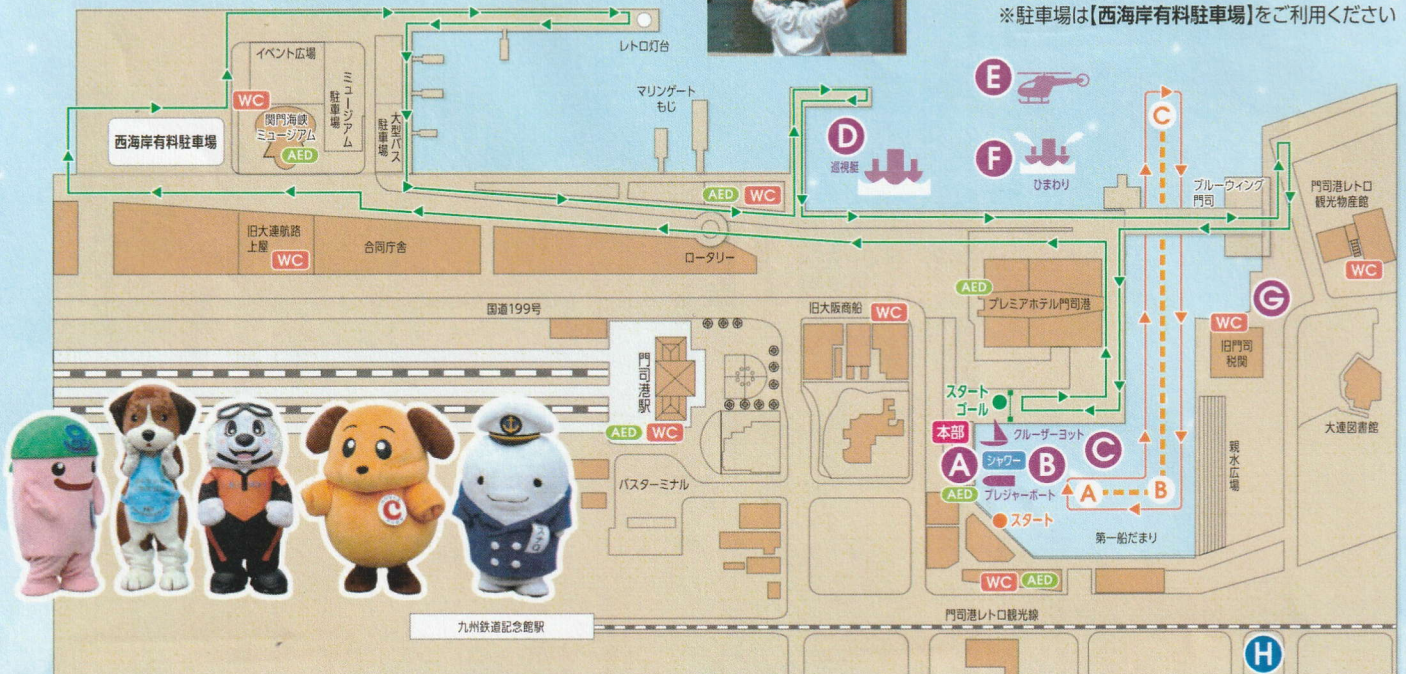 ※駐車場は【西海岸有料駐車場】をご利用ください
レトロ灯台
イベント広場
ミュージアム
駐車場
大型バス
駐車場
WC
関門海峡
ミュージアム
AED
西海岸有料駐車場
マリンゲート
もじ
D
巡視艇
E
F
ひまわり
C
ブルーウィング
門司
門司港レトロ
観光物産館
WC
AED
WC
旧大連航路
上屋
WC
合同庁舎
ロータリー
国道199号
旧大阪商船
WC
AED
プレミアホテル門司港
G
WC
旧門司
税関
大連図書館
門司港駅
AED
WC
バスターミナル
スタート
ゴール
本部
クルーザーヨット
A
シャワー
B
C
AED
プレジャーボート
A
B
スタート
第一船だまり
親水広場
WC
AED
門司港レトロ観光線
九州鉄道記念館駅
H
C